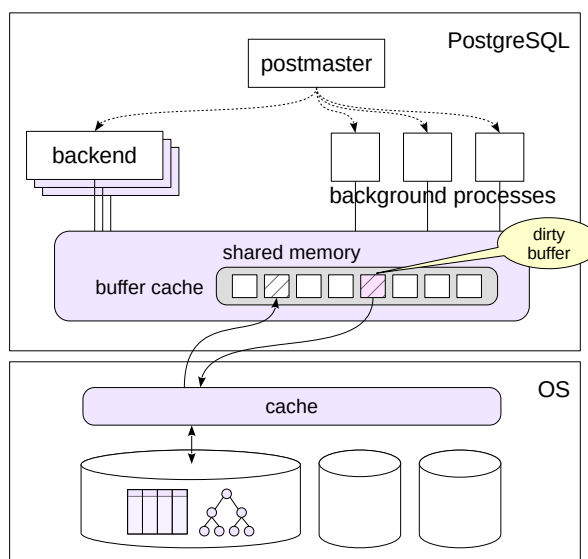 PostgreSQL
postmaster
backend
background processes
shared memory
dirty
buffer
buffer cache
OS
cache